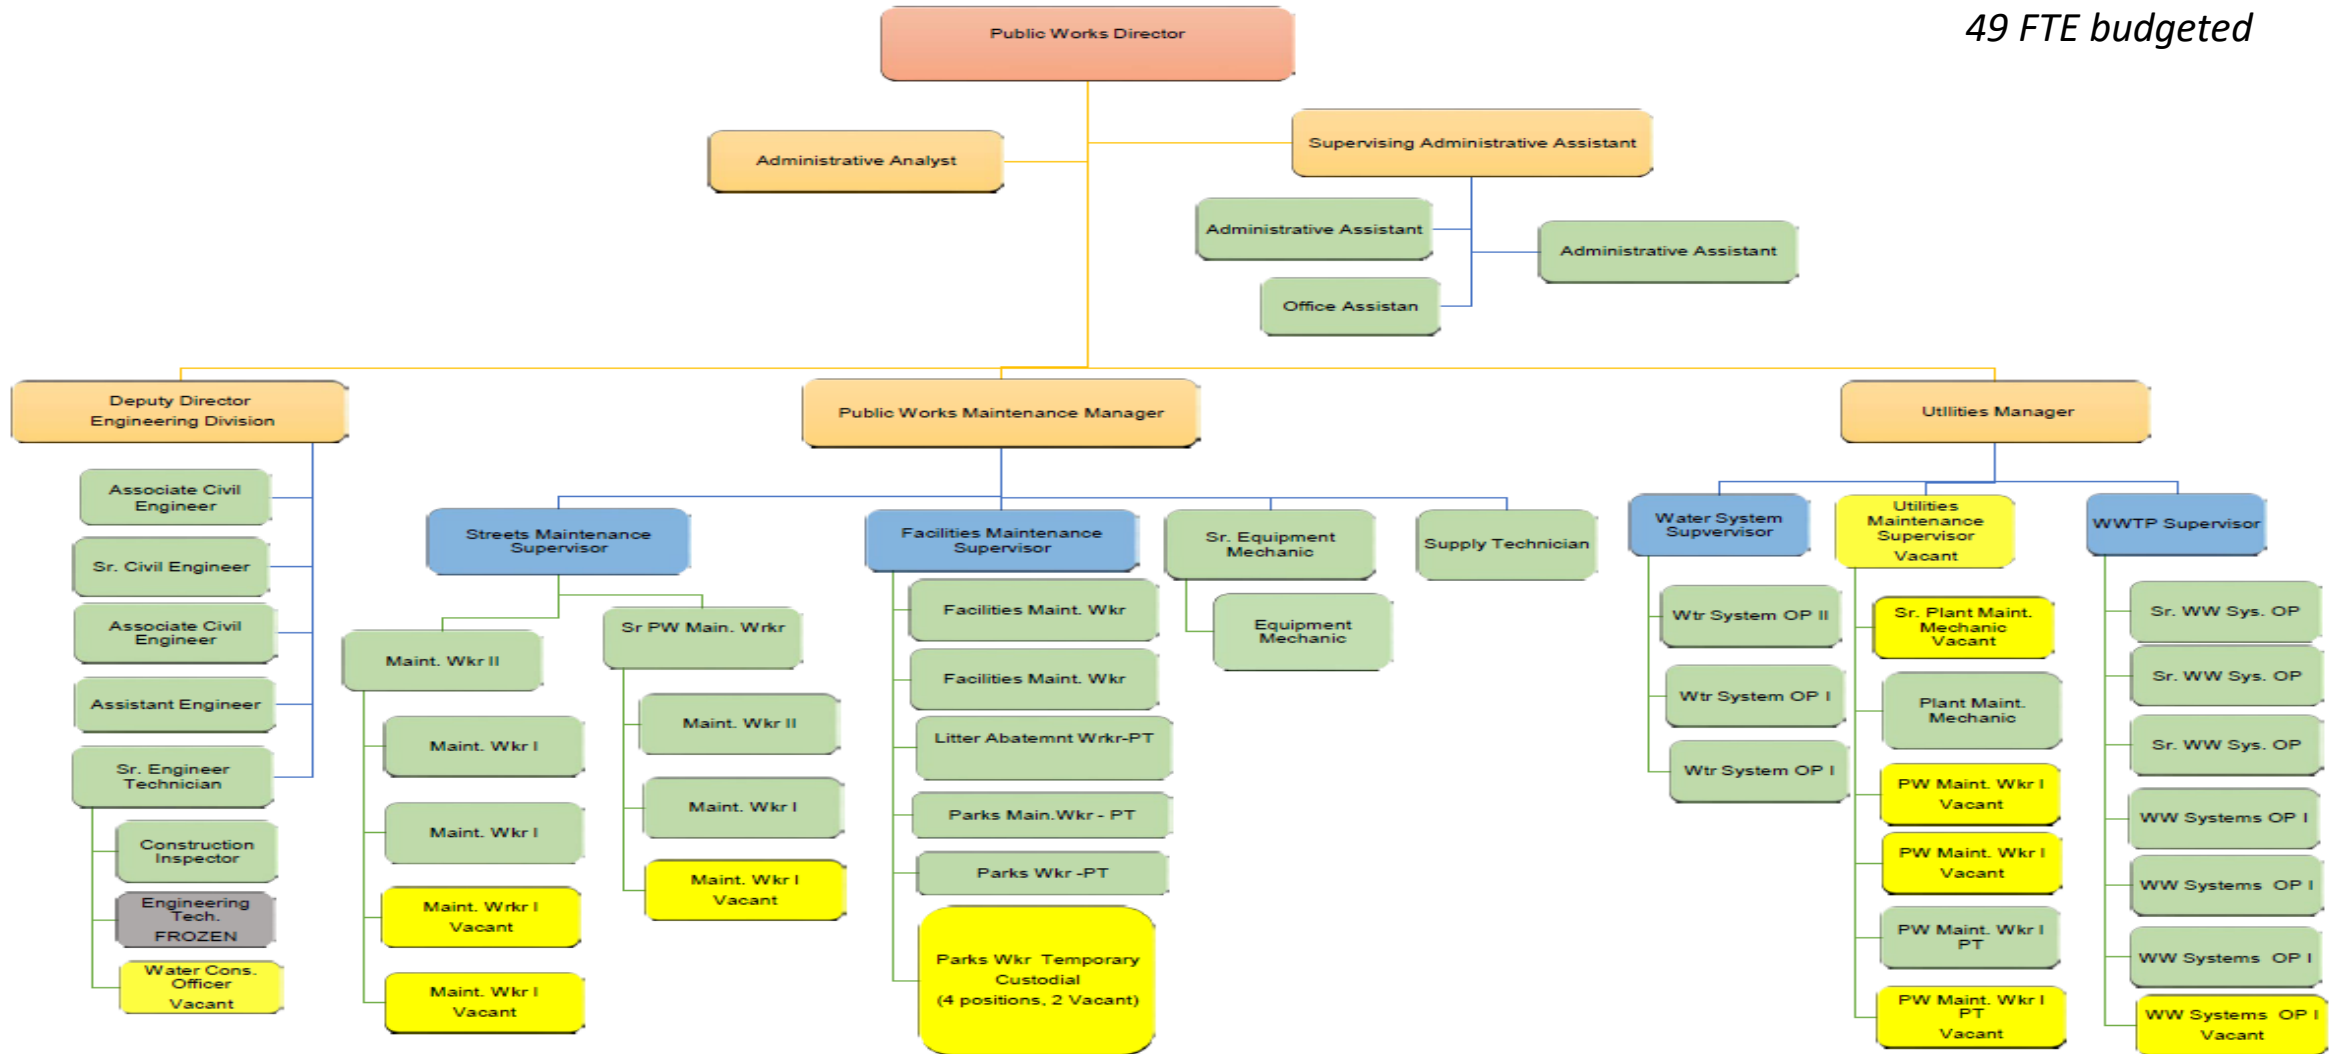 49 FTE budgeted
Public Works Director
Administrative Analyst
Supervising Administrative Assistant
Administrative Assistant
Administrative Assistant
Office Assistan
Deputy Director
Engineering Division
Associate Civil
Engineer
Sr. Civil Engineer
Associate Civil
Engineer
Assistant Engineer
Sr. Engineer
Technician
Construction
Inspector
Engineering
Tech.
FROZEN
Water Cons.
Officer
Vacant
Public Works Maintenance Manager
Streets Maintenance
Supervisor
Maint. Wkr II
Maint. Wkr I
Maint. Wkr I
Maint. Wrkr I
Vacant
Maint. Wkr I
Vacant
Sr PW Main. Wrkr
Maint. Wkr II
Maint. Wkr I
Maint. Wkr I
Vacant
Facilities Maintenance
Supervisor
Facilities Maint. Wkr
Facilities Maint. Wkr
Litter Abatemnt Wrkr-PT
Parks Main.Wkr - PT
Parks Wkr -PT
Parks Wkr Temporary
Custodial
(4 positions, 2 Vacant)
Sr. Equipment
Mechanic
Equipment
Mechanic
Supply Technician
UtIlities Manager
Water System
Supvervisor
Wtr System OP II
Wtr System OP I
Wtr System OP I
Utilities
Maintenance
Supervisor
Vacant
Sr. Plant Maint.
Mechanic
Vacant
Plant Maint.
Mechanic
PW Maint. Wkr I
Vacant
PW Maint. Wkr I
Vacant
PW Maint. Wkr I
PT
PW Maint. Wkr I
PT
Vacant
WWTP Supervisor
Sr. WW Sys. OP
Sr. WW Sys. OP
Sr. WW Sys. OP
WW Systems OP I
WW Systems OP I
WW Systems OP I
WW Systems OP I
Vacant